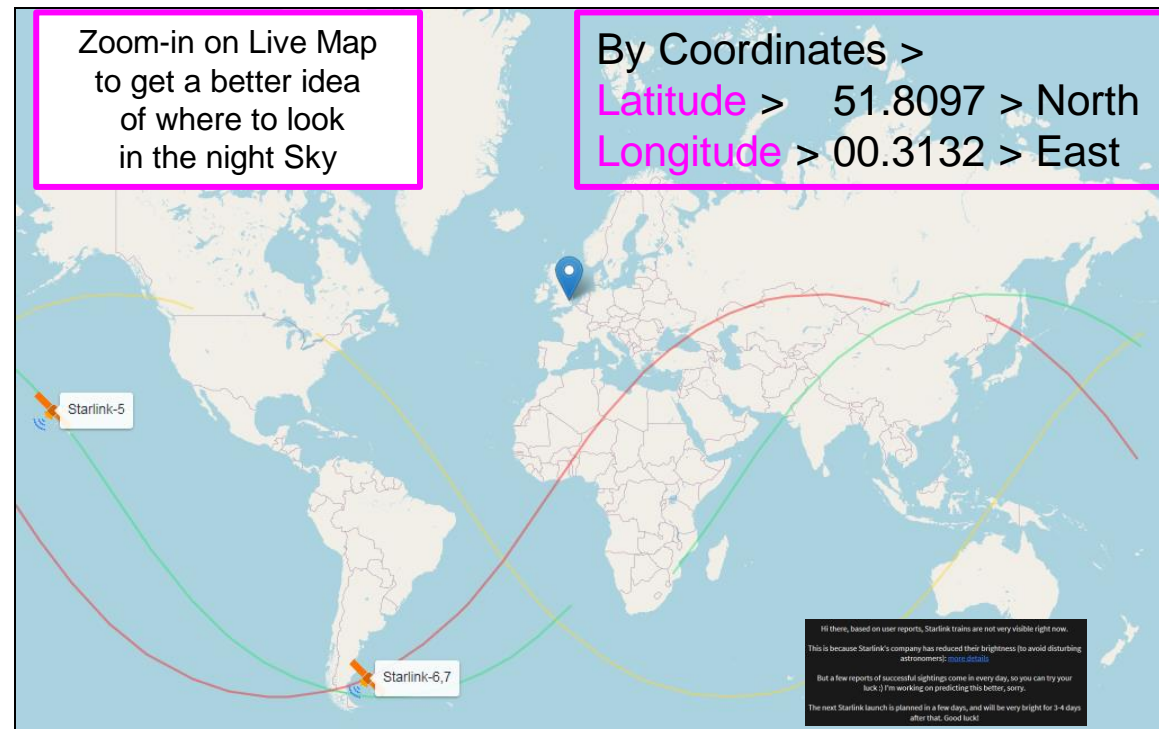 Zoom-in on Live Map
to get a better idea
of where to look
in the night Sky
By Coordinates >
Latitude > 51.8097 > North
Longitude > 00.3132 > East
Starlink-5
Starlink-6,7
Hi there, based on user reports, Starlink trains are not very visible right now.
This is because Starlink's company has reduced their brightness (to avoid disturbing
astronomers): more details
But a few reports of successful sightings come in every day, so you can try your
luck :) I'm working on predicting this better, sorry.
The next Starlink launch is planned in a few days, and will be very bright for 3-4 days
after that. Good luck!